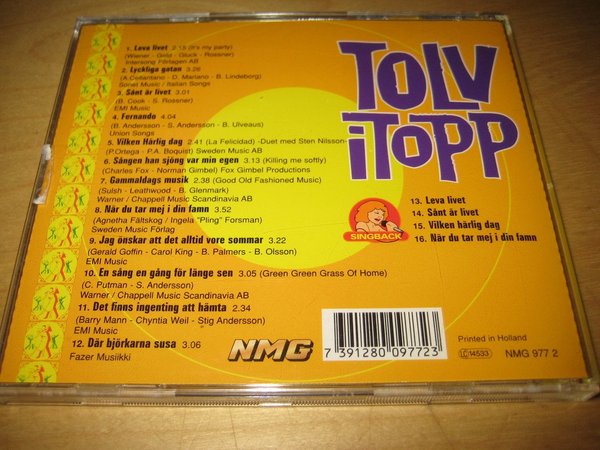 1. Leva livet 2.15 (It's my party)
(Wiener - Gold - Gluck - Rossner)
Intersong Förlagen AB
2. Lyckliga gatan 3.26
(A.Celentano - D. Mariano - B. Lindeborg)
Sonet Music / Italian Songs
3. Sånt är livet 3.01
(B. Cook - S. Rossner)
EMI Music
4. Fernando 4.04
(B. Andersson - S. Andersson - B. Ulveaus)
Union Songs
5. Vilken Härlig dag 2.41 (La Felicidad) -Duet med Sten Nilsson-
(P.Ortega - P.A. Boquist) Sweden Music AB
6. Sången han sjöng var min egen 3.13 (Killing me softly)
(Charles Fox - Norman Gimbel) Fox Gimbel Productions
7. Gammaldags musik 2.38 (Good Old Fashioned Music)
(Sulsh - Leathwood - B. Glenmark)
Warner / Chappell Music Scandinavia AB
8. När du tar mej i din famn 3.52
(Agnetha Fältskog / Ingela "Pling" Forsman)
Sweden Music Förlag
9. Jag önskar att det alltid vore sommar 3.22
(Gerald Goffin - Carol King - B. Palmers - B. Olsson)
EMI Music
10. En sång en gång för länge sen 3.05 (Green Green Grass Of Home)
(C. Putman - S. Andersson)
Warner / Chappell Music Scandinavia AB
11. Det finns ingenting att hämta 2.34
(Barry Mann - Chyntia Weil - Stig Andersson)
EMI Music
12. Där björkarna susa 3.06
Fazer Musiikki
TOLV
i TOPP
SINGBACK
13. Leva livet
14. Sånt är livet
15. Vilken härlig dag
16. När du tar mej i din famn
NMG
7 391280 097723
LC 14533
Printed in Holland
NMG 977 2